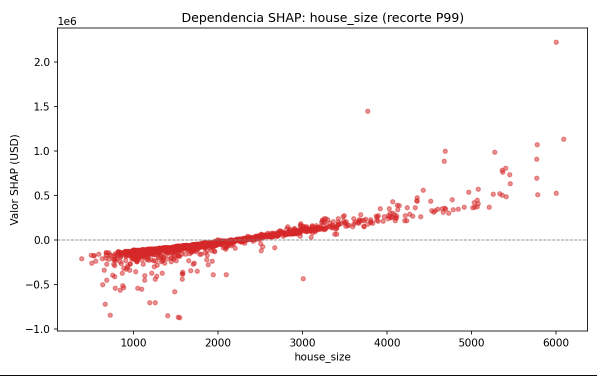 Dependencia SHAP: house_size (recorte P99)
1e6
2.0
1.5
1.0
0.5
0.0
−0.5
−1.0
Valor SHAP (USD)
1000 2000 3000 4000 5000 6000
house_size